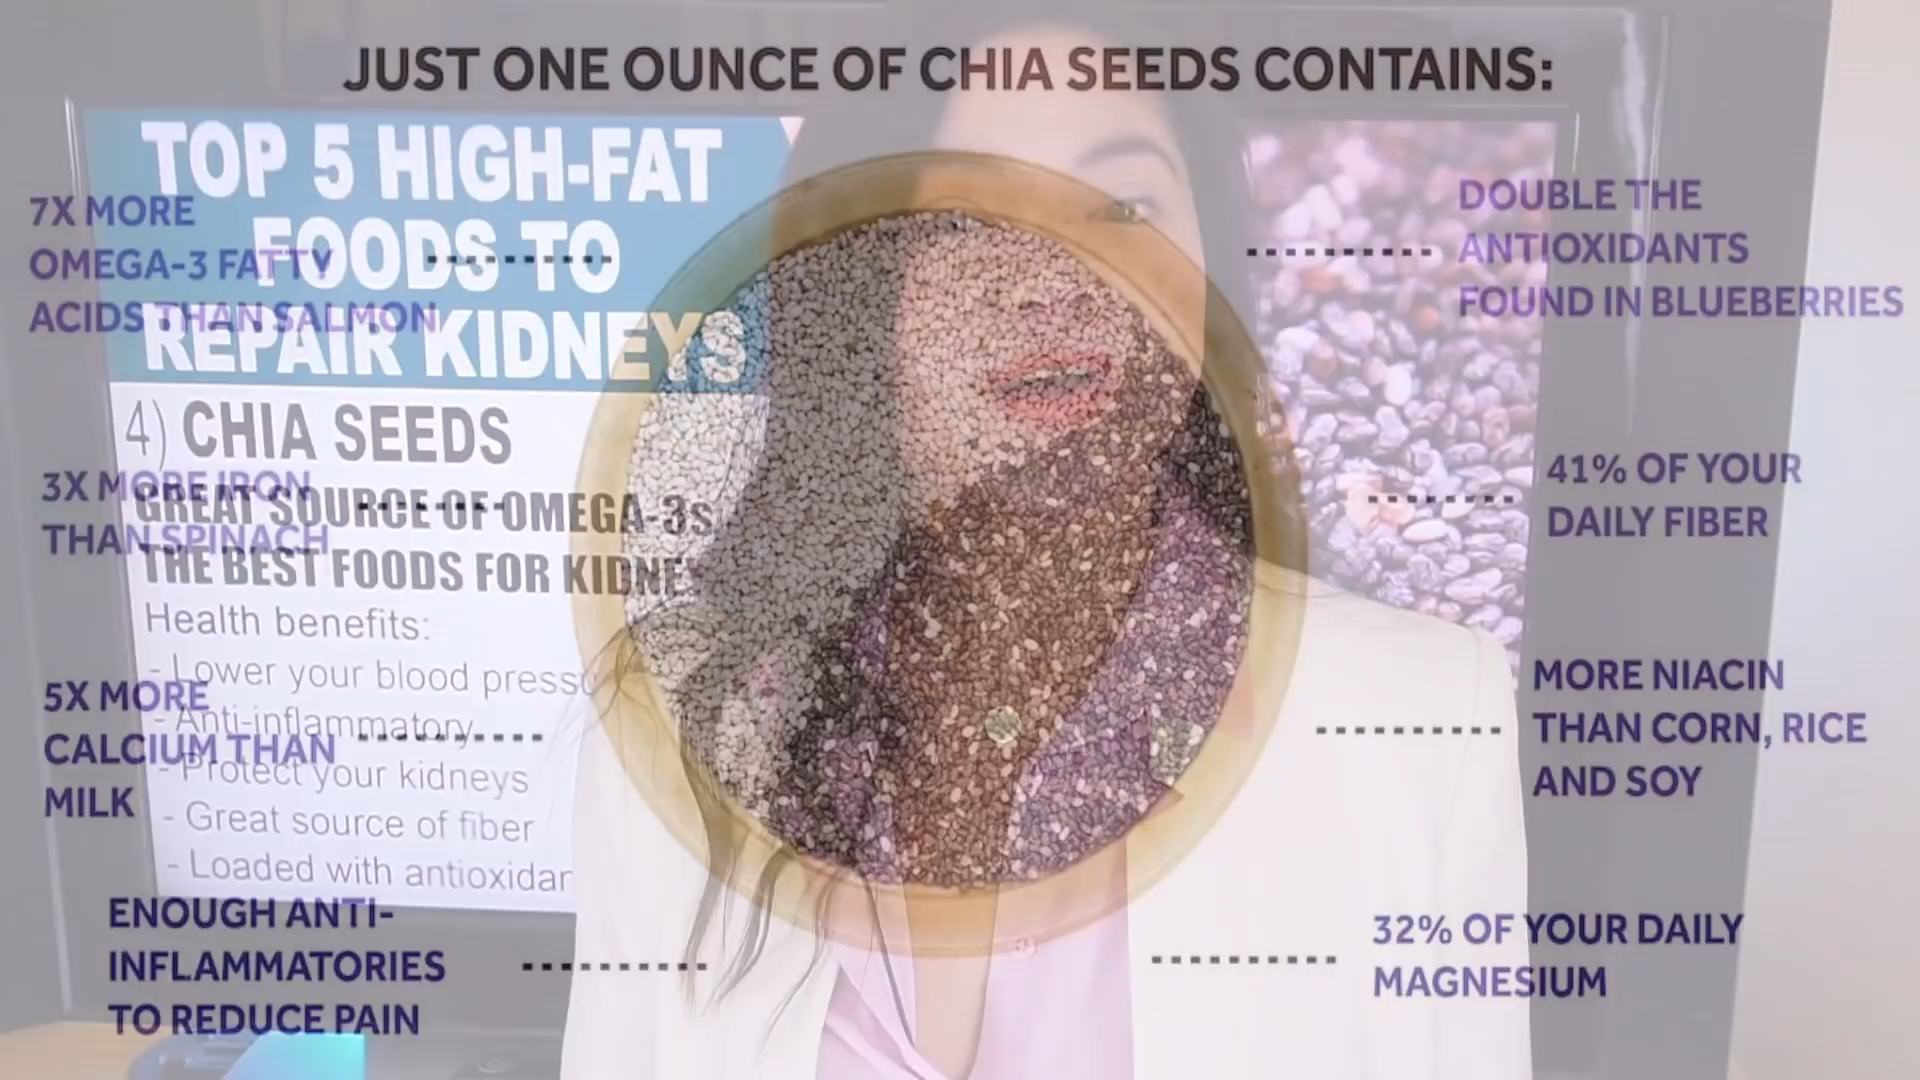 JUST ONE OUNCE OF CHIA SEEDS CONTAINS:
TOP 5 HIGH-FAT
FOODS TO
REPAIR KIDNEYS
4) CHIA SEEDS
GREAT SOURCE OF OMEGA-3s
THE BEST FOODS FOR KIDNEY
Health benefits:
- Lower your blood pressu
- Anti-inflammatory
- Protect your kidneys
- Great source of fiber
- Loaded with antioxidan
7X MORE
OMEGA-3 FATTY
ACIDS THAN SALMON
3X MORE IRON
THAN SPINACH
5X MORE
CALCIUM THAN
MILK
ENOUGH ANTI-
INFLAMMATORIES
TO REDUCE PAIN
DOUBLE THE
ANTIOXIDANTS
FOUND IN BLUEBERRIES
41% OF YOUR
DAILY FIBER
MORE NIACIN
THAN CORN, RICE
AND SOY
32% OF YOUR DAILY
MAGNESIUM